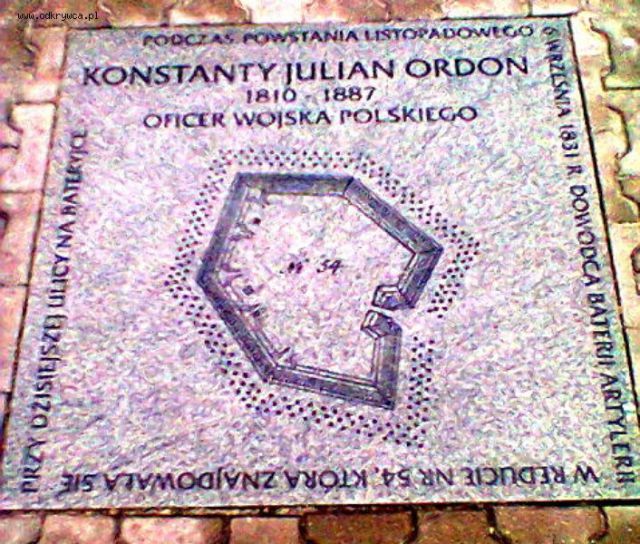 www.odkrywca.pl
PODCZAS POWSTANIA LISTOPADOWEGO
KONSTANTY JULIAN ORDON
1810 - 1887
OFICER WOJSKA POLSKIEGO
6 WRZEŚNIA 1831 R. DOWÓDCA BATERII ARTYLERII
W REDUCIE NR 54, KTÓRA ZNAJDOWAŁA SIĘ
PRZY DZISIEJSZEJ ULICY NA BATERYJCE
N 54